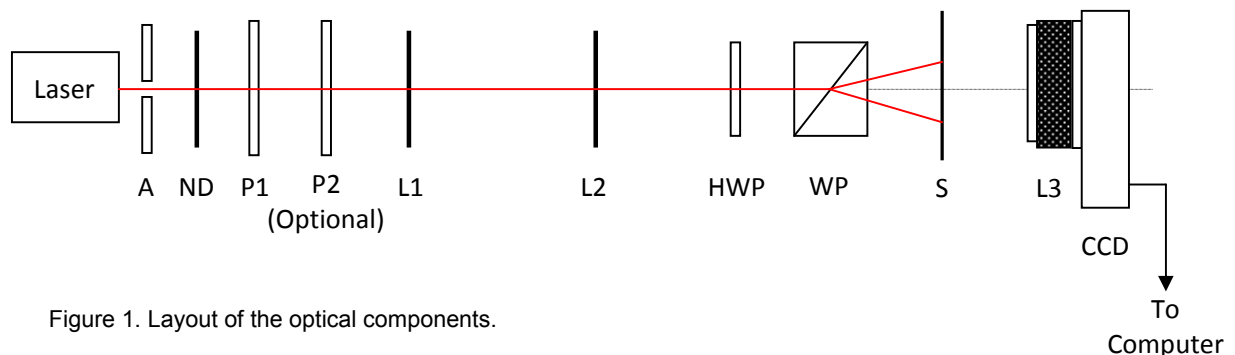 Laser
A ND P1 P2 L1 L2 HWP WP S L3
(Optional)
CCD
To
Computer
Figure 1. Layout of the optical components.